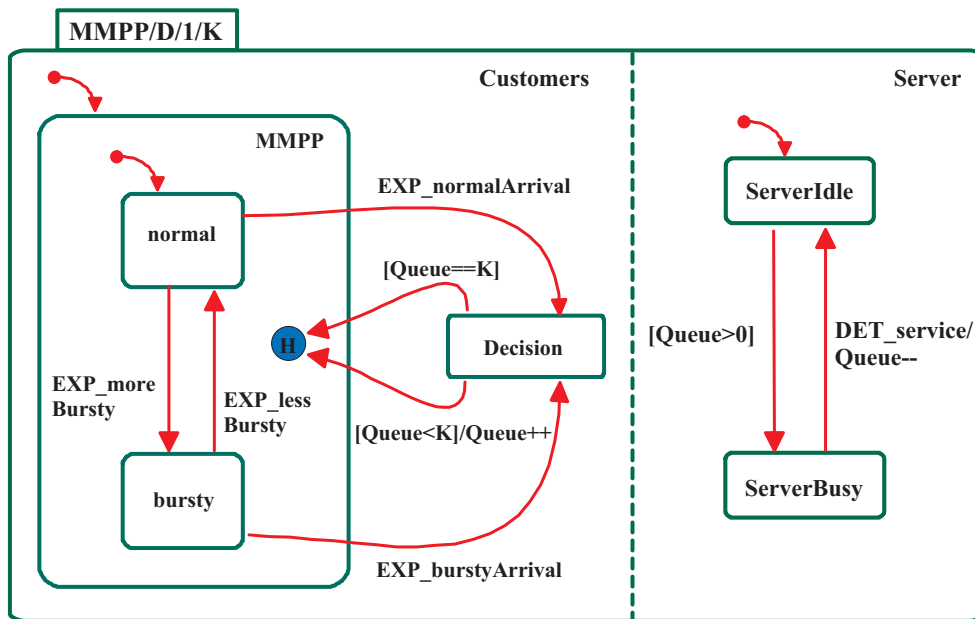 MMPP/D/1/K
Customers
Server
MMPP
EXP_normalArrival
ServerIdle
normal
[Queue==K]
H
Decision
[Queue>0]
DET_service/
Queue--
EXP_more
Bursty
EXP_less
Bursty
[Queue<K]/Queue++
bursty
ServerBusy
EXP_burstyArrival